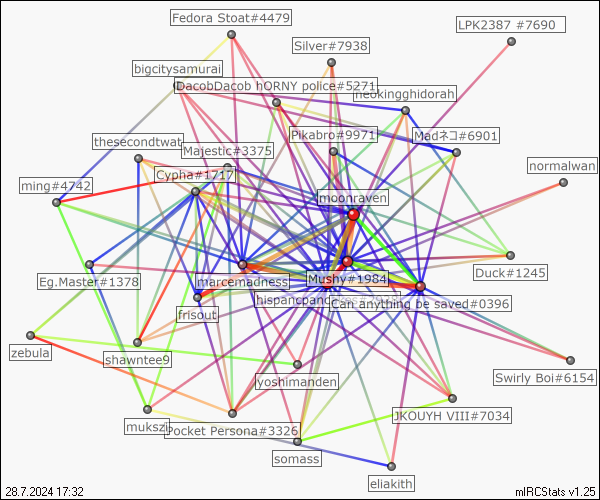 Fedora Stoat#4479
LPK2387 #7690
Silver#7938
bigcitysamurai
DacobDacob hORNY police#5271
neokingghidorah
Pikabro#9971
Madネコ#6901
thesecondtwat
Majestic#3375
normalwan
Cypha#1717
ming#4742
moonraven
Eg.Master#1378
marcemadness
Mushy#1984
Duck#1245
frisout
hispanicpanc
Can anything be saved#0396
zebula
shawntee9
yoshimanden
Swirly Boi#6154
mukszi
Pocket Persona#3326
JKOUYH VIII#7034
somass
eliakith
28.7.2024 17:32
mIRCStats v1.25